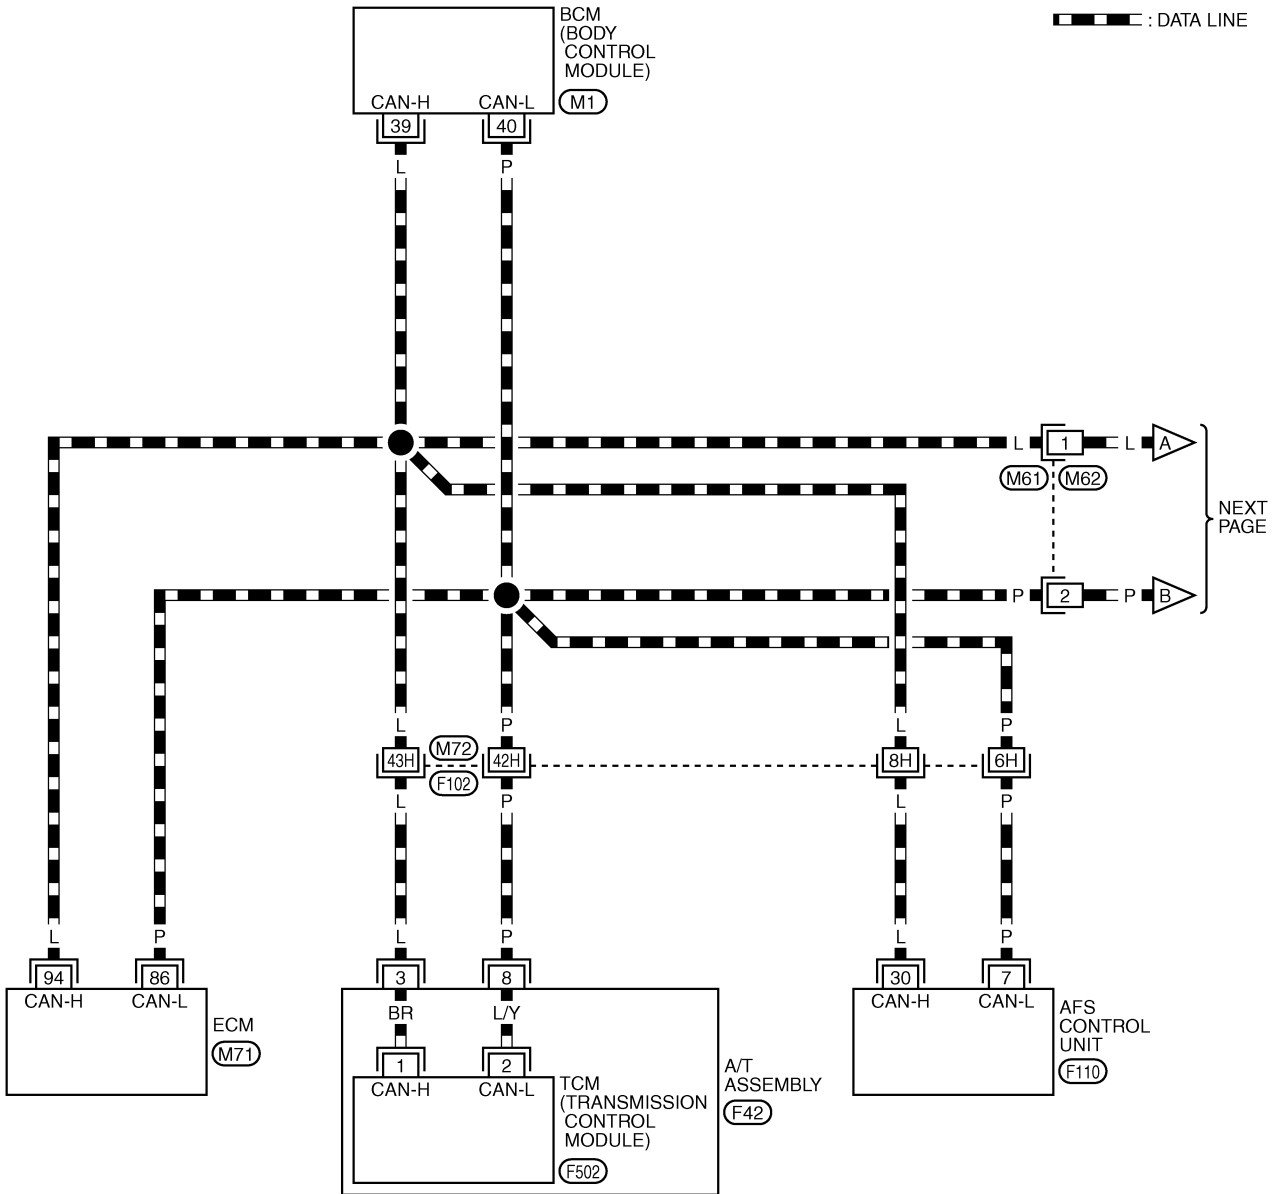 BCM
(BODY
CONTROL
MODULE)
: DATA LINE
CAN-H
CAN-L
M1
39
40
L
P
L
1
L
A
M61
M62
NEXT
PAGE
P
2
P
B
L
P
L
P
43H
M72
42H
8H
6H
F102
L
P
L
P
L
P
L
P
L
P
94
86
3
8
30
7
CAN-H
CAN-L
BR
L/Y
CAN-H
CAN-L
AFS
CONTROL
UNIT
F110
ECM
M71
1
2
CAN-H
CAN-L
TCM
(TRANSMISSION
CONTROL
MODULE)
F502
A/T
ASSEMBLY
F42